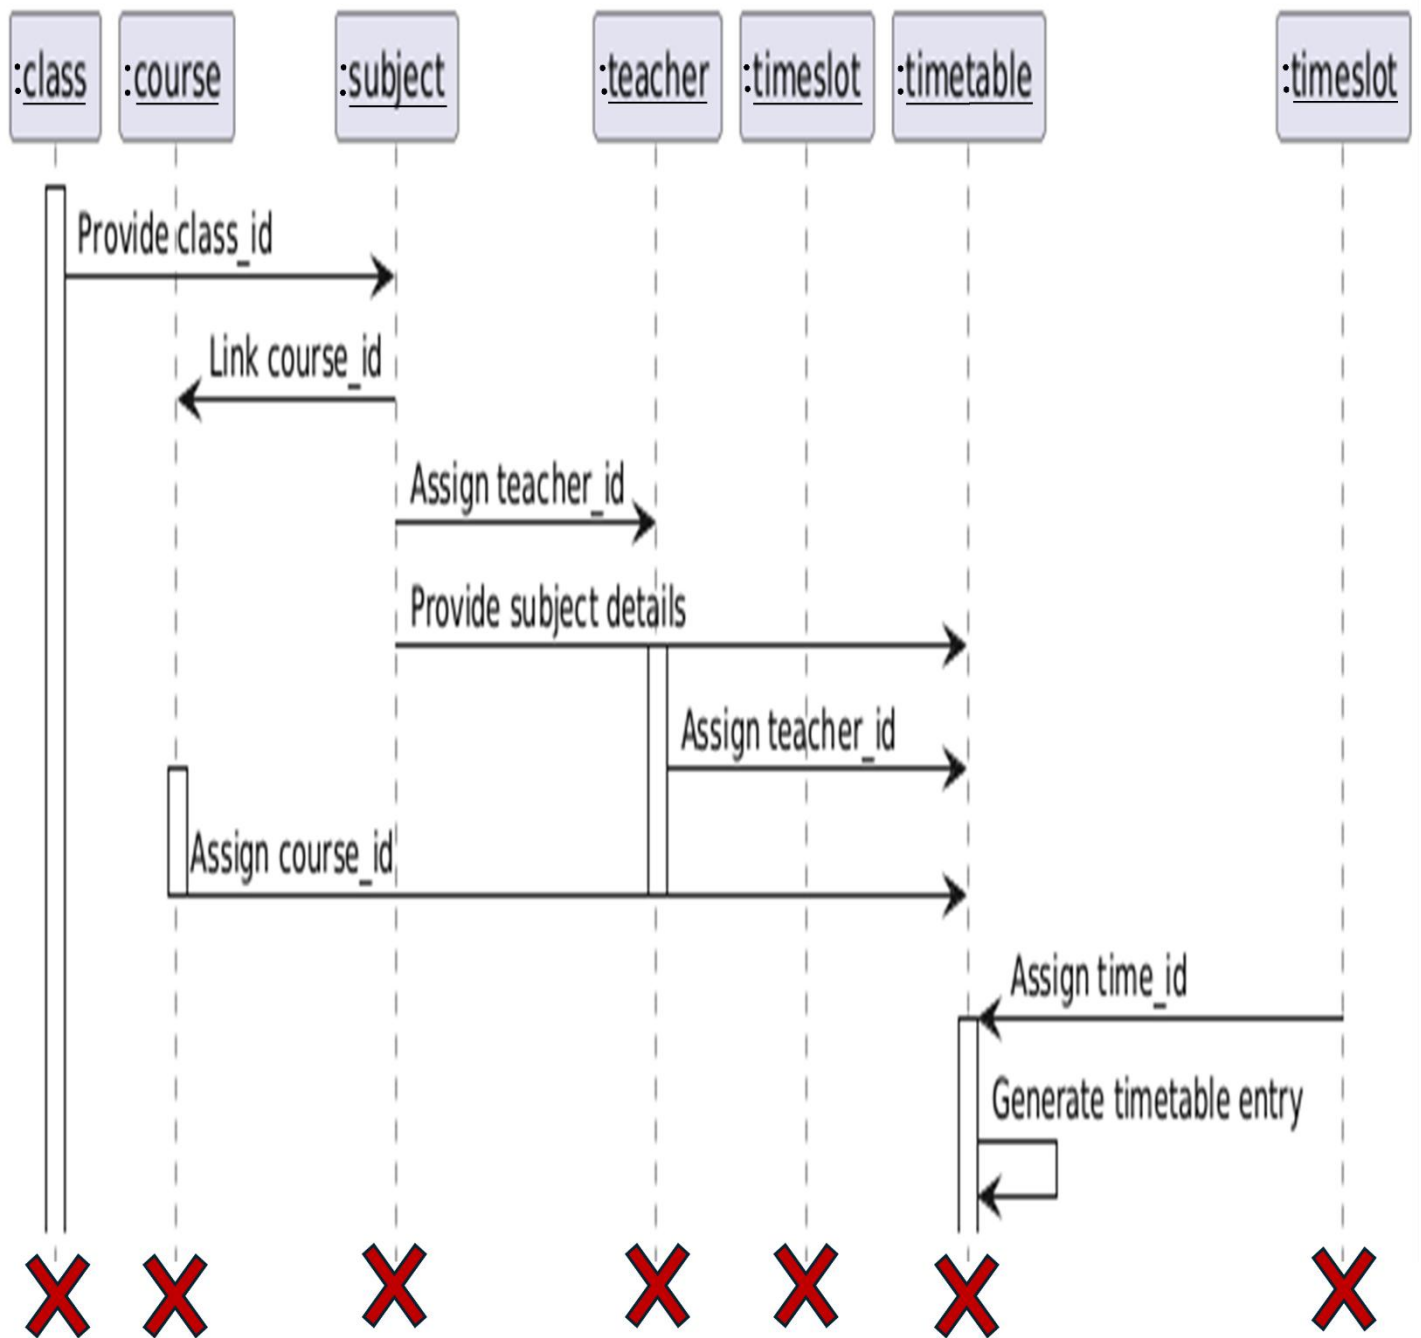 :class
:course
:subject
:teacher
:timeslot
:timetable
:timeslot
Provide class_id
Link course_id
Assign teacher_id
Provide subject details
Assign teacher_id
Assign course_id
Assign time_id
Generate timetable entry